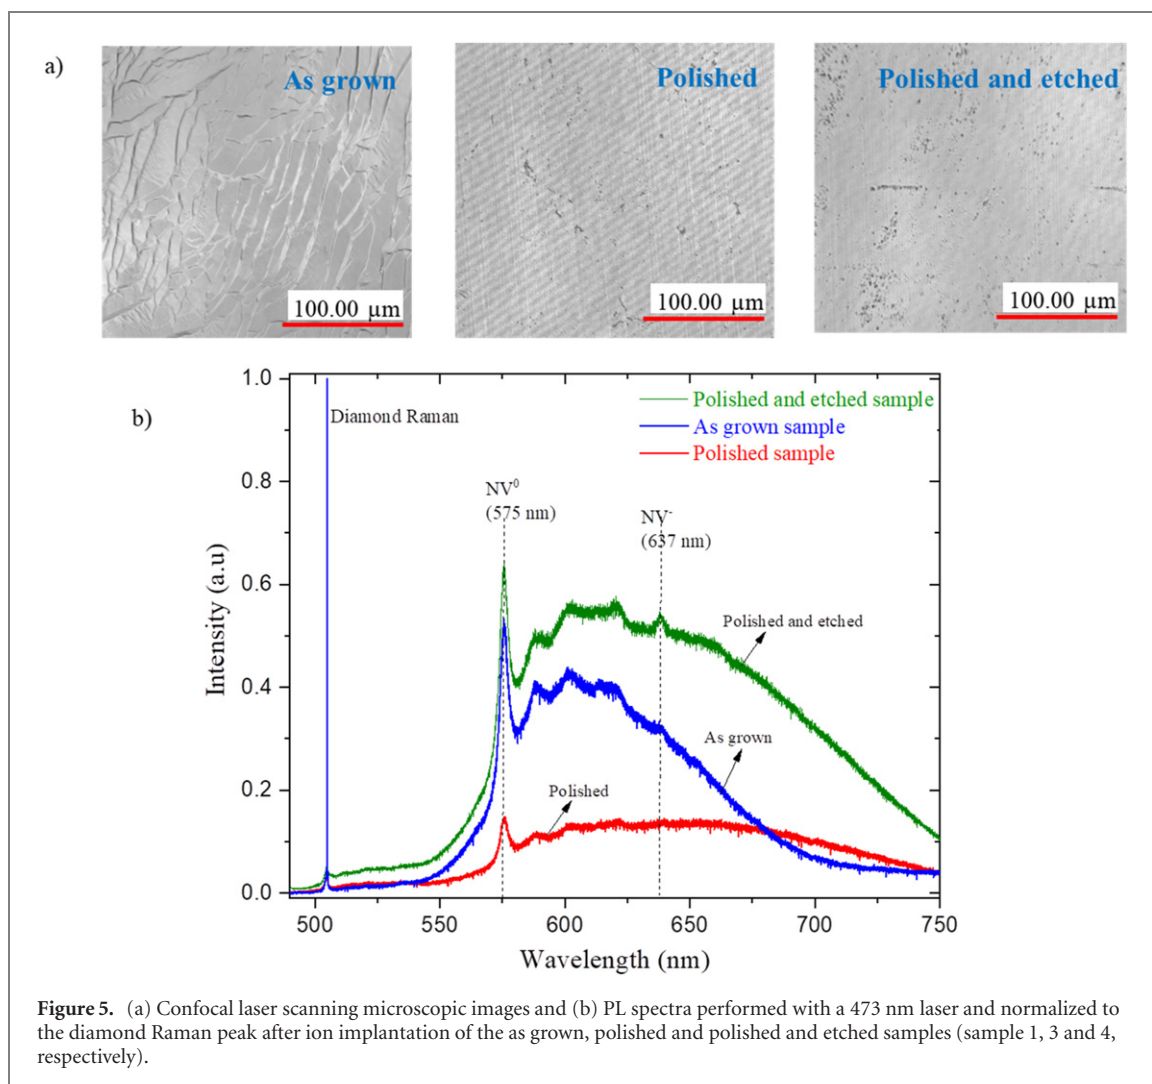 a)
As grown
Polished
Polished and etched
100.00 µm
100.00 µm
100.00 µm
b)
1.0
0.8
0.6
0.4
0.2
0.0
Intensity (a.u)
Diamond Raman
Polished and etched sample
As grown sample
Polished sample
NV⁰
(575 nm)
NV⁻
(637 nm)
Polished and etched
As grown
Polished
500
550
600
650
700
750
Wavelength (nm)
Figure 5. (a) Confocal laser scanning microscopic images and (b) PL spectra performed with a 473 nm laser and normalized to
the diamond Raman peak after ion implantation of the as grown, polished and polished and etched samples (sample 1, 3 and 4,
respectively).